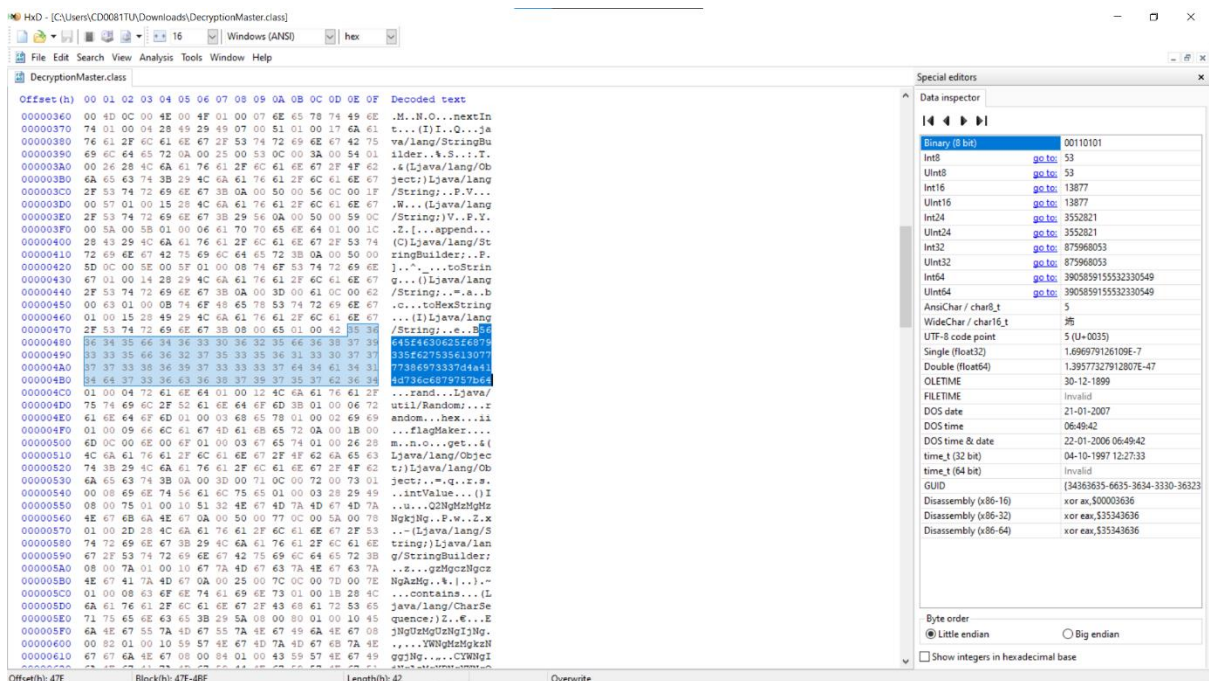 HxD - [C:\Users\CD0081TU\Downloads\DecryptionMaster.class]
16 Windows (ANSI) hex
File Edit Search View Analysis Tools Window Help
DecryptionMaster.class
Offset(h) 00 01 02 03 04 05 06 07 08 09 0A 0B 0C 0D 0E 0F Decoded text
00000360 00 4D 0C 00 4E 00 4F 01 00 07 6E 65 78 74 49 6E .M..N.O...nextIn
00000370 74 01 00 04 28 49 29 49 07 00 51 01 00 17 6A 61 t...(I)I..Q...ja
00000380 76 61 2F 6C 61 6E 67 2F 53 74 72 69 6E 67 42 75 va/lang/StringBu
00000390 69 6C 64 65 72 0A 00 25 00 53 0C 00 3A 00 54 01 ilder..%.S..:.T.
000003A0 00 26 28 4C 6A 61 76 61 2F 6C 61 6E 67 2F 4F 62 .&(Ljava/lang/Ob
000003B0 6A 65 63 74 3B 29 4C 6A 61 76 61 2F 6C 61 6E 67 ject;)Ljava/lang
000003C0 2F 53 74 72 69 6E 67 3B 0A 00 50 00 56 0C 00 1F /String;..P.V...
000003D0 00 57 01 00 15 28 4C 6A 61 76 61 2F 6C 61 6E 67 .W...(Ljava/lang
000003E0 2F 53 74 72 69 6E 67 3B 29 56 0A 00 50 00 59 0C /String;)V..P.Y.
000003F0 00 5A 00 5B 01 00 06 61 70 70 65 6E 64 01 00 1C .Z.[...append...
00000400 28 43 29 4C 6A 61 76 61 2F 6C 61 6E 67 2F 53 74 (C)Ljava/lang/St
00000410 72 69 6E 67 42 75 69 6C 64 65 72 3B 0A 00 50 00 ringBuilder;..P.
00000420 5D 0C 00 5E 00 5F 01 00 08 74 6F 53 74 72 69 6E ]..^._...toStrin
00000430 67 01 00 14 28 29 4C 6A 61 76 61 2F 6C 61 6E 67 g...()Ljava/lang
00000440 2F 53 74 72 69 6E 67 3B 0A 00 3D 00 61 0C 00 62 /String;..=.a..b
00000450 00 63 01 00 0B 74 6F 48 65 78 53 74 72 69 6E 67 .c...toHexString
00000460 01 00 15 28 49 29 4C 6A 61 76 61 2F 6C 61 6E 67 ...(I)Ljava/lang
00000470 2F 53 74 72 69 6E 67 3B 08 00 65 01 00 42 35 36 /String;..e..B56
00000480 36 34 35 66 34 36 33 30 36 32 35 66 36 38 37 39 645f4630625f6879
00000490 33 33 35 66 36 32 37 35 33 35 36 31 33 30 37 37 335f627535613077
000004A0 37 37 33 38 36 39 37 33 33 33 37 64 34 61 34 31 77386973337d4a41
000004B0 34 64 37 33 36 63 36 38 37 39 37 35 37 62 36 34 4d736c6879757b64
000004C0 01 00 04 72 61 6E 64 01 00 12 4C 6A 61 76 61 2F ...rand...Ljava/
000004D0 75 74 69 6C 2F 52 61 6E 64 6F 6D 3B 01 00 06 72 util/Random;...r
000004E0 61 6E 64 6F 6D 01 00 03 68 65 78 01 00 02 69 69 andom...hex...ii
000004F0 01 00 09 66 6C 61 67 4D 61 6B 65 72 0A 00 1B 00 ...flagMaker....
00000500 6D 0C 00 6E 00 6F 01 00 03 67 65 74 01 00 26 28 m..n.o...get..&(
00000510 4C 6A 61 76 61 2F 6C 61 6E 67 2F 4F 62 6A 65 63 Ljava/lang/Objec
00000520 74 3B 29 4C 6A 61 76 61 2F 6C 61 6E 67 2F 4F 62 t;)Ljava/lang/Ob
00000530 6A 65 63 74 3B 0A 00 3D 00 71 0C 00 72 00 73 01 ject;..=.q..r.s.
00000540 00 08 69 6E 74 56 61 6C 75 65 01 00 03 28 29 49 ..intValue...()I
00000550 08 00 75 01 00 10 51 32 4E 67 4D 7A 4D 67 4D 7A ..u...Q2NgMzMgMz
00000560 4E 67 6B 6A 4E 67 0A 00 50 00 77 0C 00 5A 00 78 NgkjNg..P.w..Z.x
00000570 01 00 2D 28 4C 6A 61 76 61 2F 6C 61 6E 67 2F 53 ..-(Ljava/lang/S
00000580 74 72 69 6E 67 3B 29 4C 6A 61 76 61 2F 6C 61 6E tring;)Ljava/lan
00000590 67 2F 53 74 72 69 6E 67 42 75 69 6C 64 65 72 3B g/StringBuilder;
000005A0 08 00 7A 01 00 10 67 7A 4D 67 63 7A 4E 67 63 7A ..z...gzMgczNgcz
000005B0 4E 67 41 7A 4D 67 0A 00 25 00 7C 0C 00 7D 00 7E NgAzMg..%.|..}.~
000005C0 01 00 08 63 6F 6E 74 61 69 6E 73 01 00 1B 28 4C ...contains...(L
000005D0 6A 61 76 61 2F 6C 61 6E 67 2F 43 68 61 72 53 65 java/lang/CharSe
000005E0 71 75 65 6E 63 65 3B 29 5A 08 00 80 01 00 10 45 quence;)Z..€...E
000005F0 6A 4E 67 55 7A 4D 67 55 7A 4E 67 49 6A 4E 67 08 jNgUzMgUzNgIjNg.
00000600 00 82 01 00 10 59 57 4E 67 4D 7A 4D 67 6B 7A 4E .‚...YWNgMzMgkzN
00000610 67 67 6A 4E 67 08 00 84 01 00 43 59 57 4E 67 49 ggjNg..„..CYWNgI
Special editors
Data inspector
Binary (8 bit) 00110101
Int8 go to: 53
UInt8 go to: 53
Int16 go to: 13877
UInt16 go to: 13877
Int24 go to: 3552821
UInt24 go to: 3552821
Int32 go to: 875968053
UInt32 go to: 875968053
Int64 go to: 3905859155532330549
UInt64 go to: 3905859155532330549
AnsiChar / char8_t 5
WideChar / char16_t
UTF-8 code point 5 (U+0035)
Single (float32) 1.696979126109E-7
Double (float64) 1.39577327912807E-47
OLETIME 30-12-1899
FILETIME Invalid
DOS date 21-01-2007
DOS time 06:49:42
DOS time & date 22-01-2006 06:49:42
time_t (32 bit) 04-10-1997 12:27:33
time_t (64 bit) Invalid
GUID {34363635-6635-3634-3330-36323
Disassembly (x86-16) xor ax,$00003636
Disassembly (x86-32) xor eax,$35343636
Disassembly (x86-64) xor eax,$35343636
Byte order
Little endian Big endian
Show integers in hexadecimal base
Offset(h): 47E Block(h): 47E-4BF Length(h): 42 Overwrite